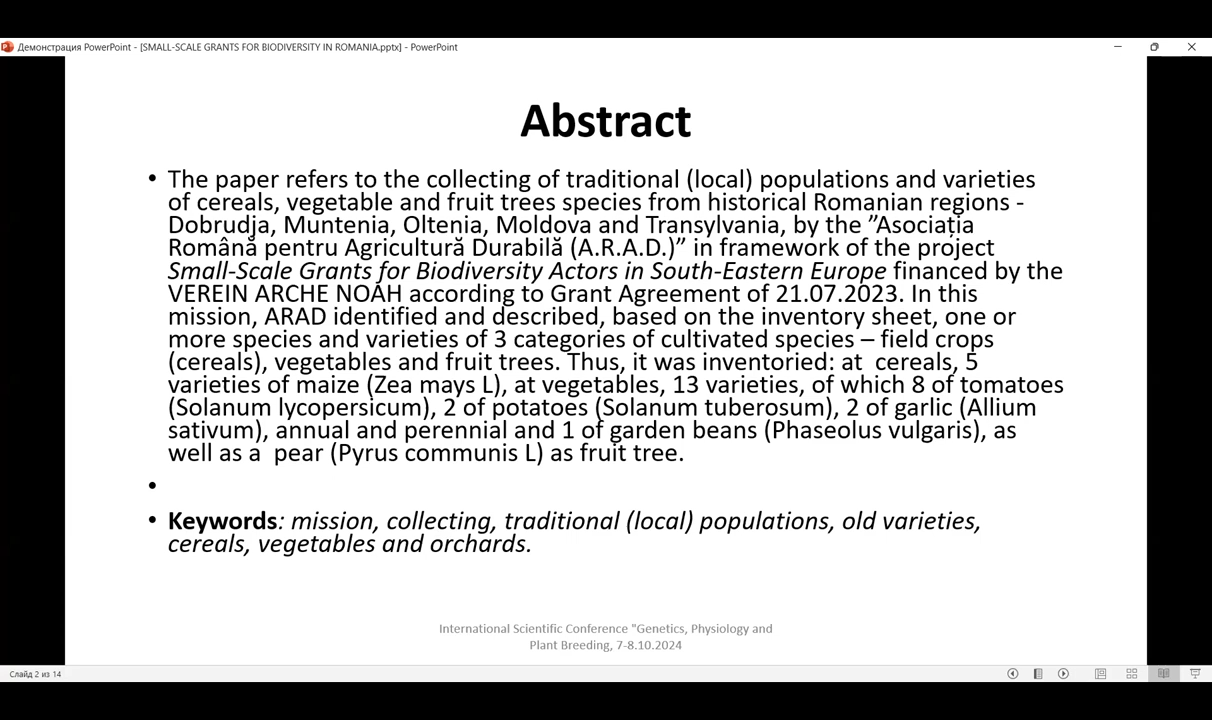 Демонстрация PowerPoint - [SMALL-SCALE GRANTS FOR BIODIVERSITY IN ROMANIA.pptx] - PowerPoint
Abstract
• The paper refers to the collecting of traditional (local) populations and varieties
of cereals, vegetable and fruit trees species from historical Romanian regions -
Dobrudja, Muntenia, Oltenia, Moldova and Transylvania, by the ”Asociația
Română pentru Agricultură Durabilă (A.R.A.D.)” in framework of the project
Small-Scale Grants for Biodiversity Actors in South-Eastern Europe financed by the
VEREIN ARCHE NOAH according to Grant Agreement of 21.07.2023. In this
mission, ARAD identified and described, based on the inventory sheet, one or
more species and varieties of 3 categories of cultivated species – field crops
(cereals), vegetables and fruit trees. Thus, it was inventoried: at  cereals, 5
varieties of maize (Zea mays L), at vegetables, 13 varieties, of which 8 of tomatoes
(Solanum lycopersicum), 2 of potatoes (Solanum tuberosum), 2 of garlic (Allium
sativum), annual and perennial and 1 of garden beans (Phaseolus vulgaris), as
well as a  pear (Pyrus communis L) as fruit tree.
•
• Keywords: mission, collecting, traditional (local) populations, old varieties,
cereals, vegetables and orchards.
International Scientific Conference "Genetics, Physiology and
Plant Breeding, 7-8.10.2024
Слайд 2 из 14